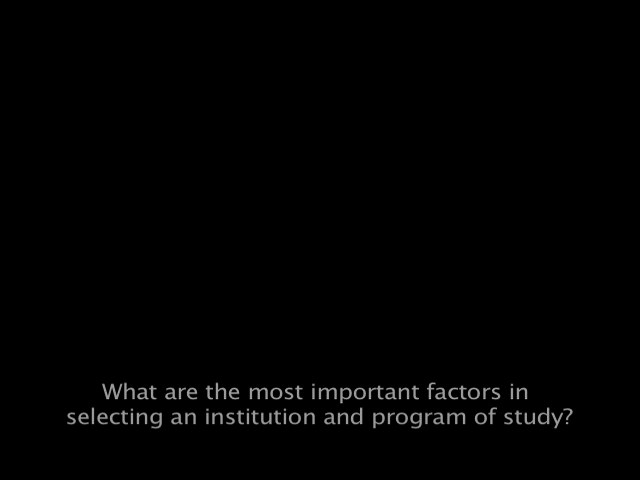 What are the most important factors in
selecting an institution and program of study?